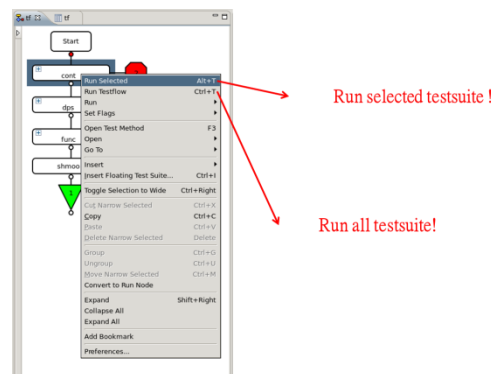 tf
tf
Start
cont
dps
func
shmoo
1
Run Selected Alt+T
Run Testflow Ctrl+T
Run
Set Flags
Open Test Method F3
Open
Go To
Insert
Insert Floating Test Suite... Ctrl+I
Toggle Selection to Wide Ctrl+Right
Cut Narrow Selected Ctrl+X
Copy Ctrl+C
Paste Ctrl+V
Delete Narrow Selected Delete
Group Ctrl+G
Ungroup Ctrl+U
Move Narrow Selected Ctrl+M
Convert to Run Node
Expand Shift+Right
Collapse All
Expand All
Add Bookmark
Preferences...
Run selected testsuite !
Run all testsuite!